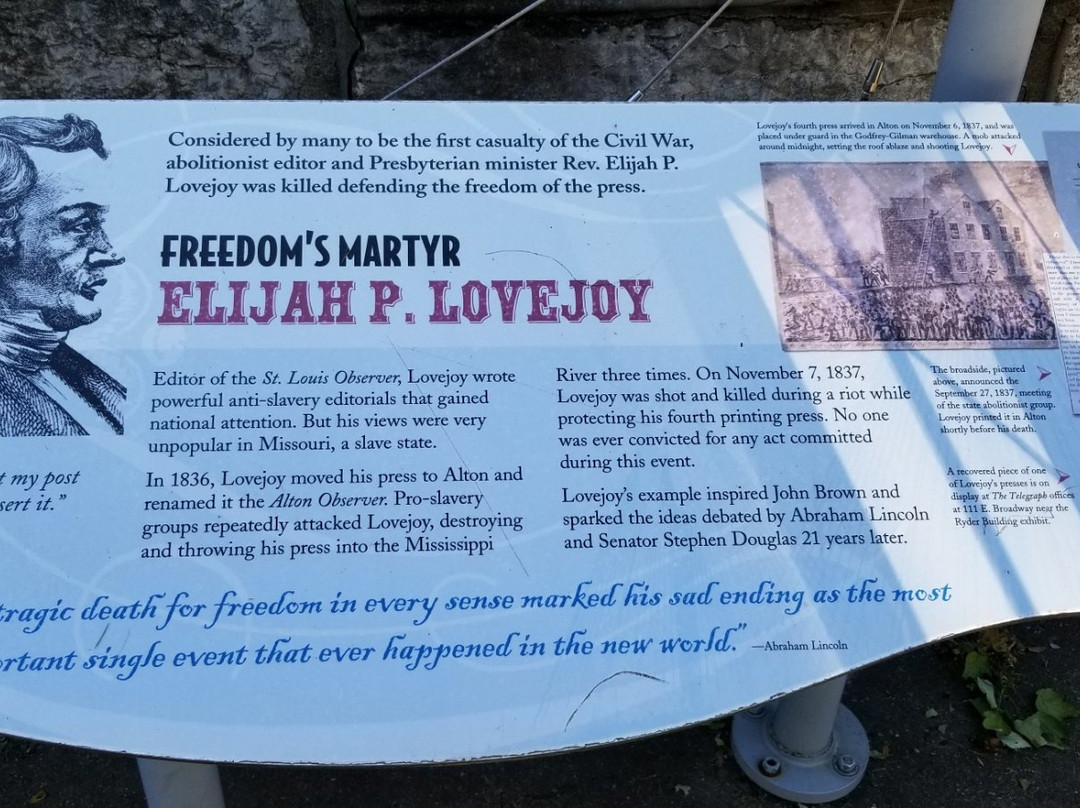 Considered by many to be the first casualty of the Civil War,
abolitionist editor and Presbyterian minister Rev. Elijah P.
Lovejoy was killed defending the freedom of the press.
FREEDOM'S MARTYR
ELIJAH P. LOVEJOY
Editor of the St. Louis Observer, Lovejoy wrote
powerful anti-slavery editorials that gained
national attention. But his views were very
unpopular in Missouri, a slave state.
In 1836, Lovejoy moved his press to Alton and
renamed it the Alton Observer. Pro-slavery
groups repeatedly attacked Lovejoy, destroying
and throwing his press into the Mississippi
River three times. On November 7, 1837,
Lovejoy was shot and killed during a riot while
protecting his fourth printing press. No one
was ever convicted for any act committed
during this event.
Lovejoy's example inspired John Brown and
sparked the ideas debated by Abraham Lincoln
and Senator Stephen Douglas 21 years later.
Lovejoy's fourth press arrived in Alton on November 6, 1837, and was
placed under guard in the Godfrey-Gilman warehouse. A mob attacked
around midnight, setting the roof ablaze and shooting Lovejoy.
The broadside, pictured
above, announced the
September 27, 1837, meeting
of the state abolitionist group.
Lovejoy printed it in Alton
shortly before his death.
A recovered piece of one
of Lovejoy's presses is on
display at The Telegraph offices
at 111 E. Broadway near the
Ryder Building exhibit.
t my post
sert it."
tragic death for freedom in every sense marked his sad ending as the most
ortant single event that ever happened in the new world."
—Abraham Lincoln